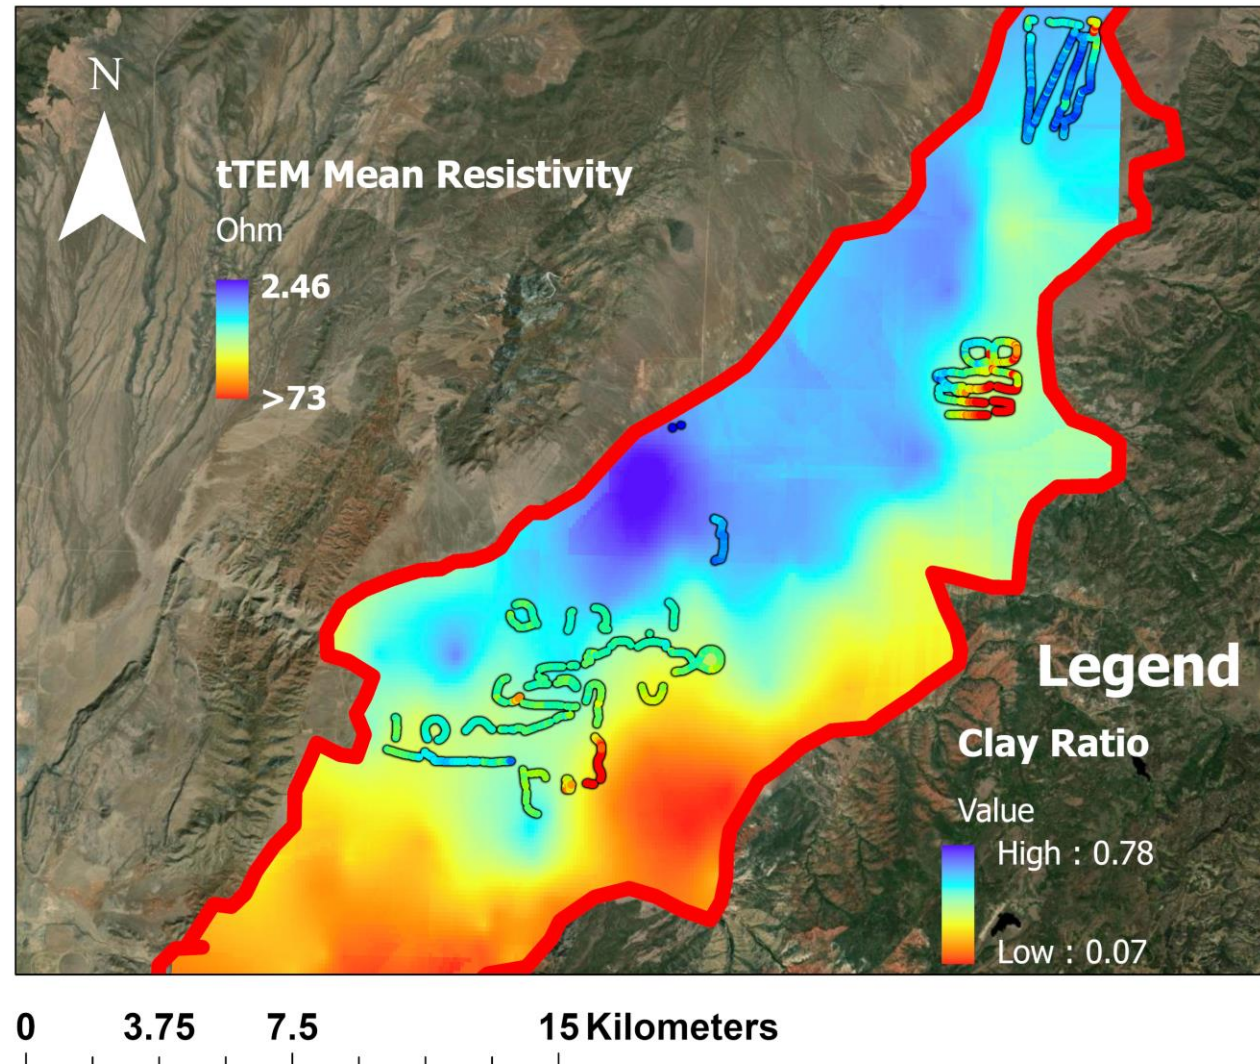 N
tTEM Mean Resistivity
Ohm
2.46
>73
Legend
Clay Ratio
Value
High : 0.78
Low : 0.07
0 3.75 7.5 15 Kilometers